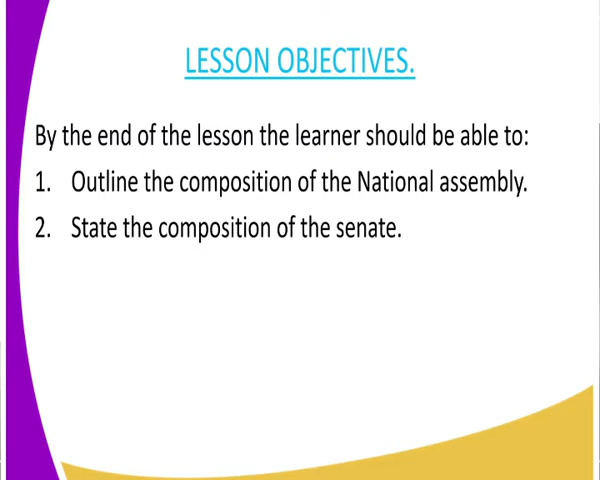 LESSON OBJECTIVES.
By the end of the lesson the learner should be able to:
1. Outline the composition of the National assembly.
2. State the composition of the senate.